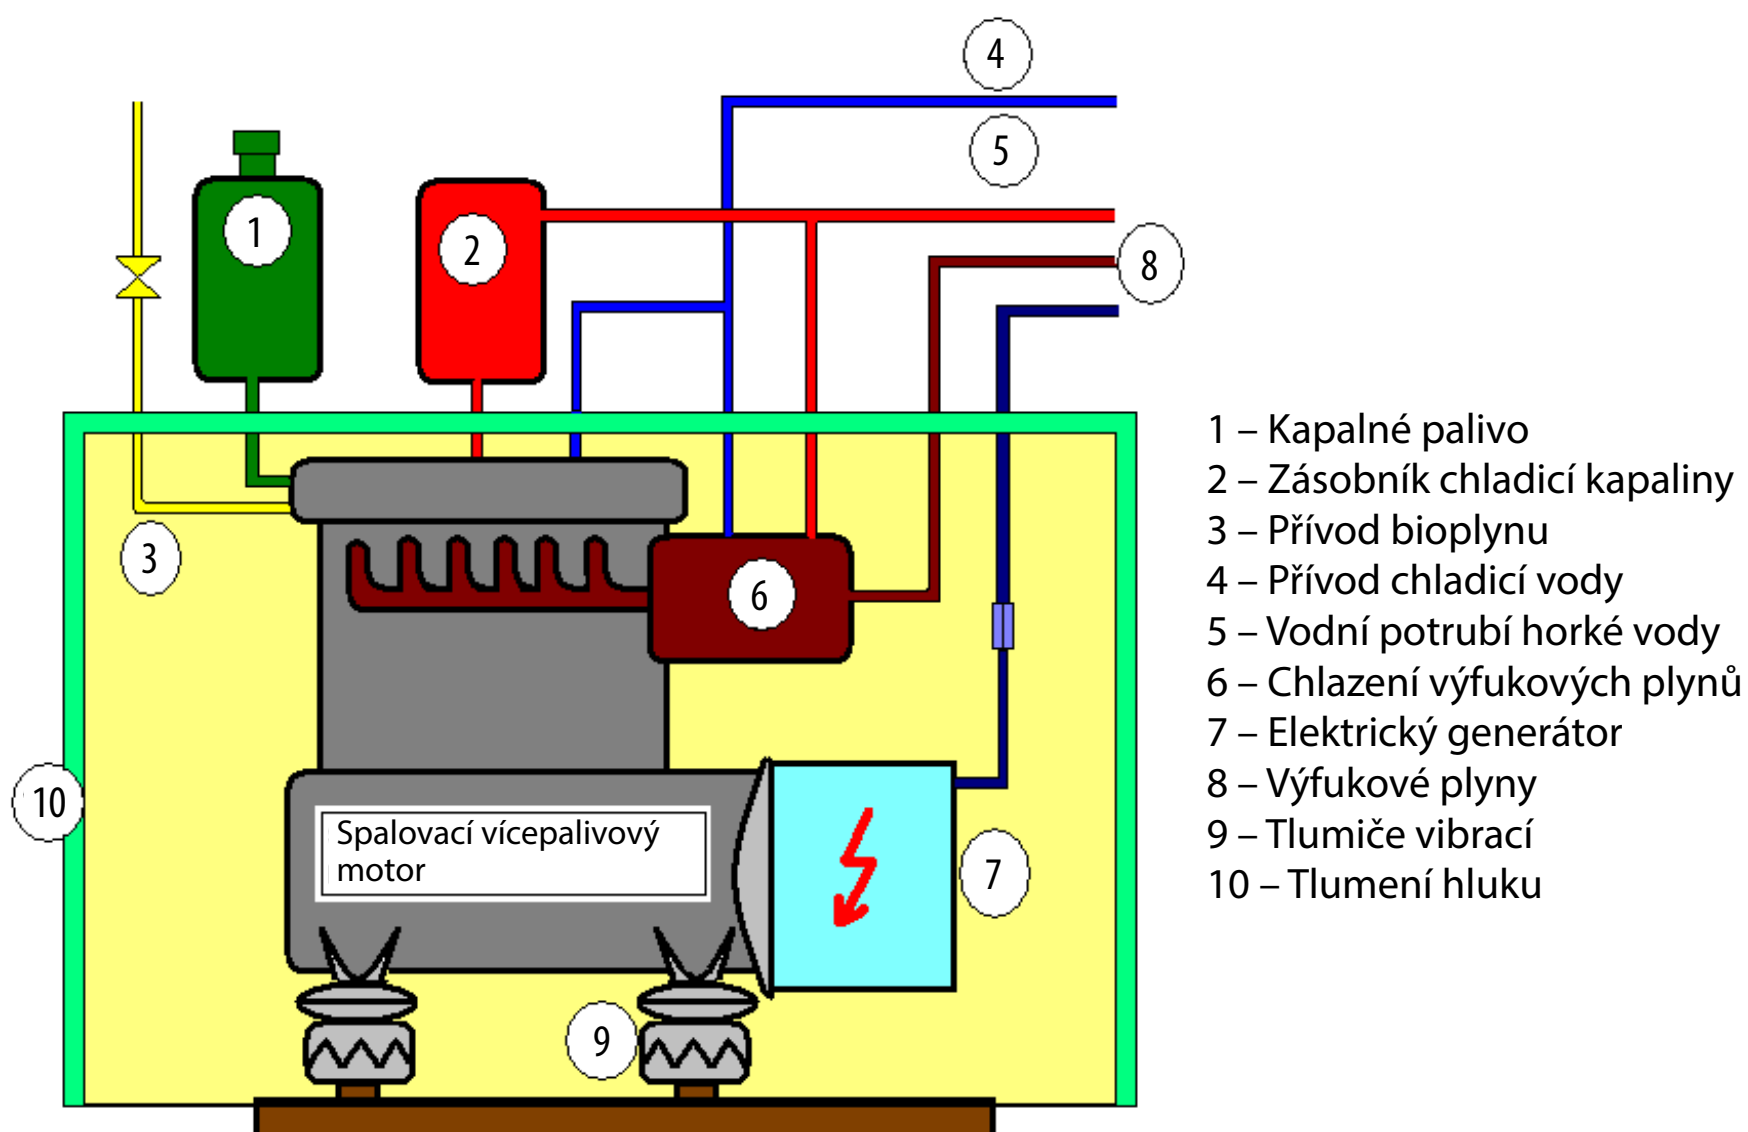 4
5
1
2
8
3
6
10
Spalovací vícepalivový
motor
7
9
1 – Kapalné palivo
2 – Zásobník chladicí kapaliny
3 – Přívod bioplynu
4 – Přívod chladicí vody
5 – Vodní potrubí horké vody
6 – Chlazení výfukových plynů
7 – Elektrický generátor
8 – Výfukové plyny
9 – Tlumiče vibrací
10 – Tlumení hluku